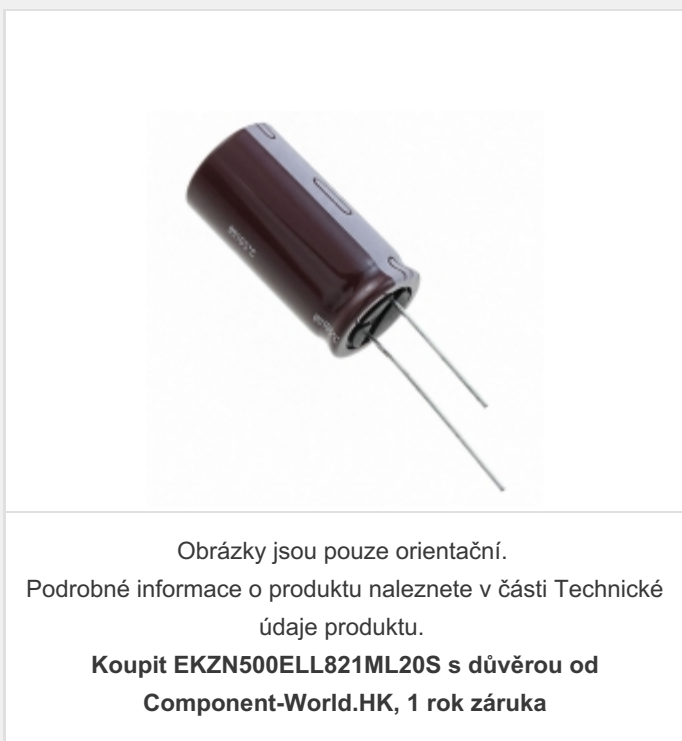 Obrázky jsou pouze orientační.
Podrobné informace o produktu naleznete v části Technické
údaje produktu.
Koupit EKZN500ELL821ML20S s důvěrou od
Component-World.HK, 1 rok záruka